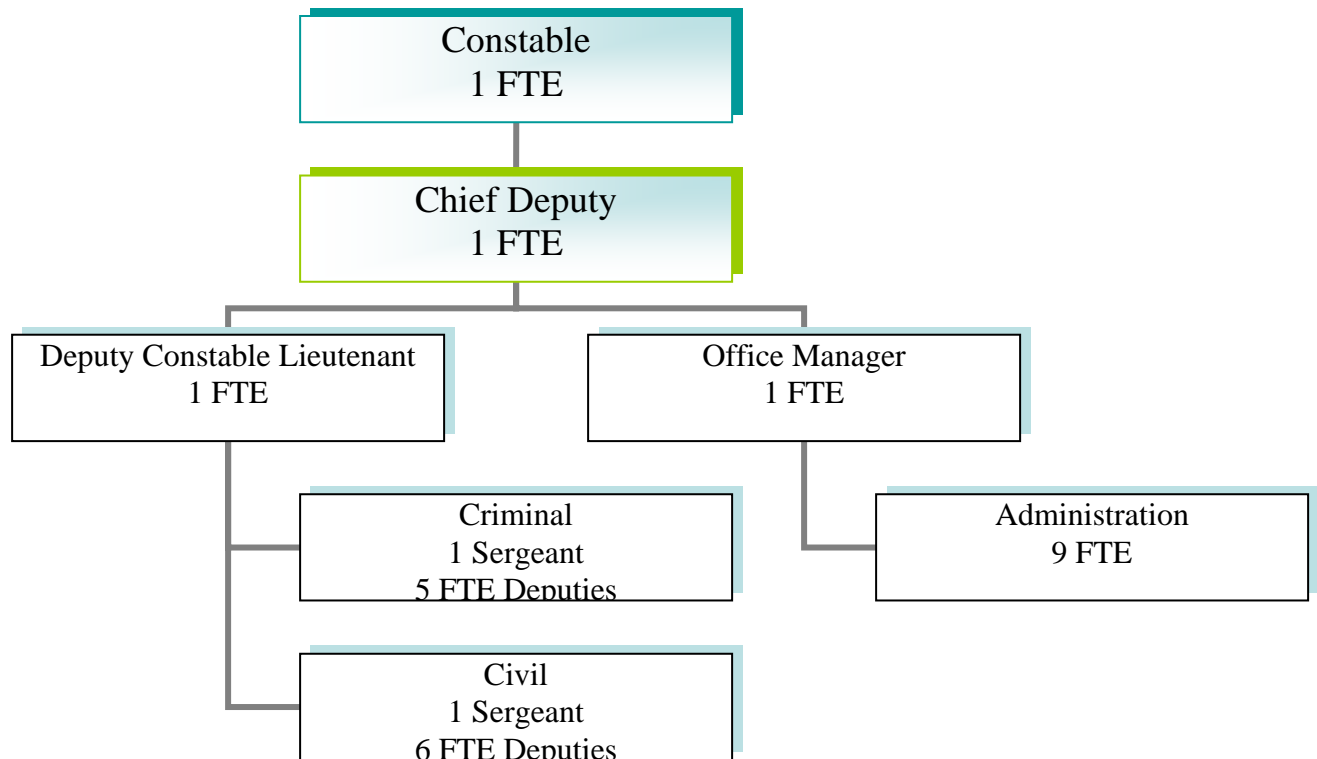 Constable
1 FTE
Chief Deputy
1 FTE
Deputy Constable Lieutenant
1 FTE
Office Manager
1 FTE
Criminal
1 Sergeant
5 FTE Deputies
Administration
9 FTE
Civil
1 Sergeant
6 FTE Deputies